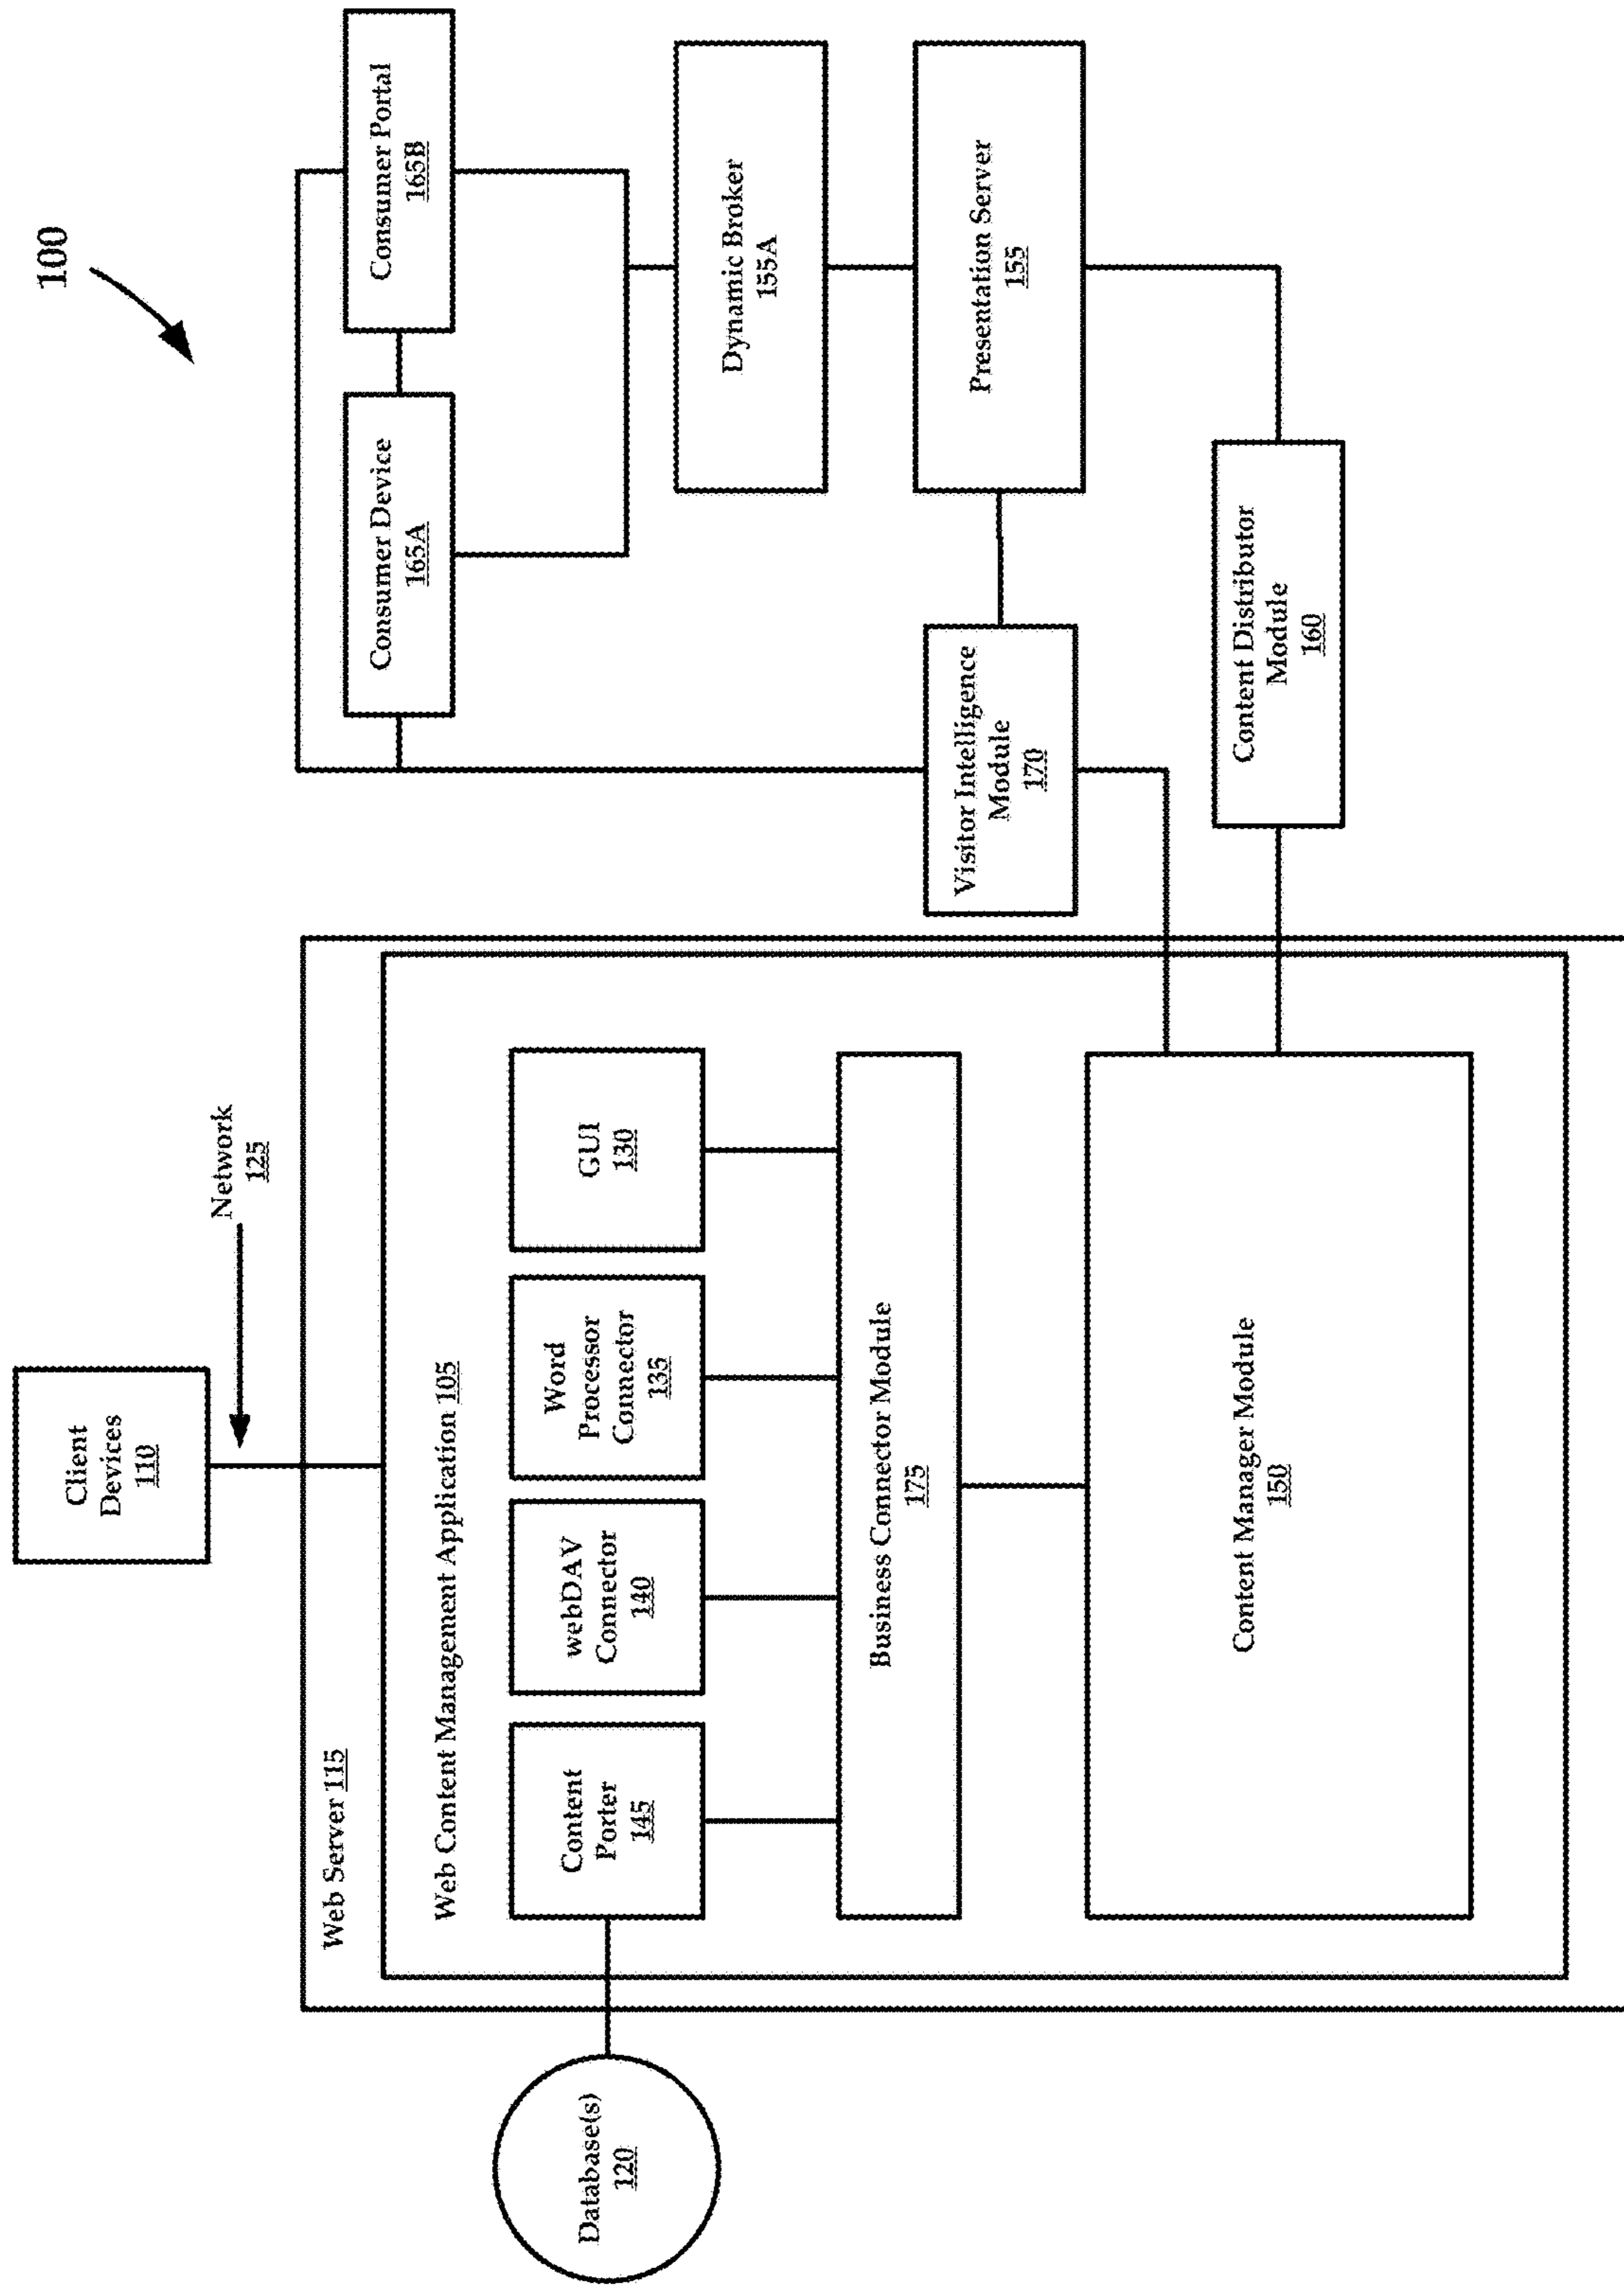 100
Client
Devices
110
Network
125
Web Server 115
Web Content Management Application 105
Database(s)
120
Content
Porter
145
webDAV
Connector
140
Word
Processor
Connector
135
GUI
130
Business Connector Module
175
Content Manager Module
150
Consumer Device
165A
Consumer Portal
165B
Dynamic Broker
155A
Presentation Server
155
Visitor Intelligence
Module
170
Content Distributor
Module
160